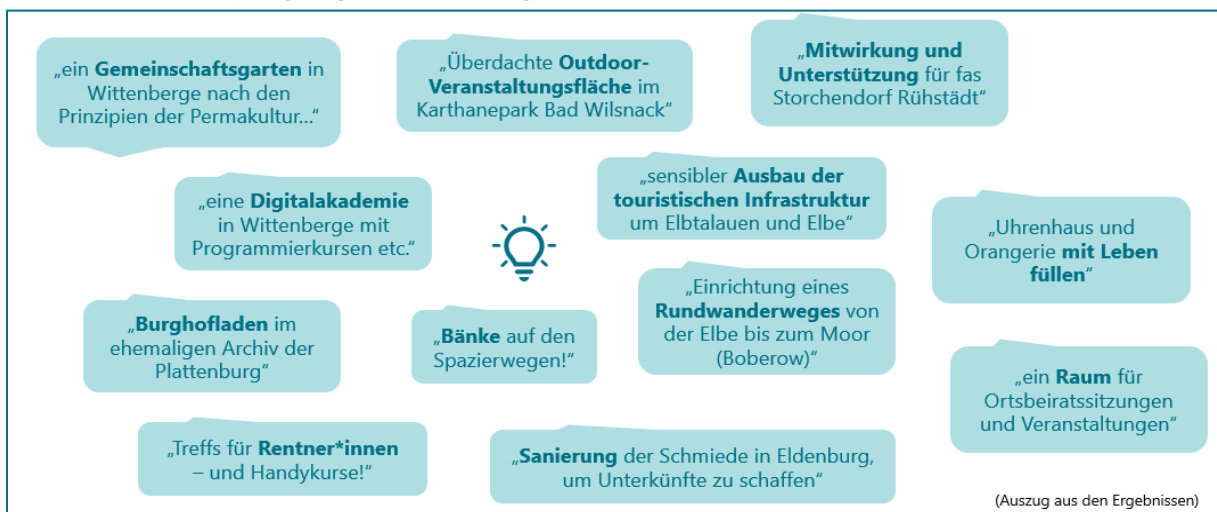 „ein Gemeinschaftsgarten in
Wittenberge nach den
Prinzipien der Permakultur...“
„Überdachte Outdoor-
Veranstaltungsfläche im
Karthanepark Bad Wilsnack“
„Mitwirkung und
Unterstützung für fas
Storchendorf Rühstädt“
„eine Digitalakademie
in Wittenberge mit
Programmierkursen etc.“
„sensibler Ausbau der
touristischen Infrastruktur
um Elbtalauen und Elbe“
„Uhrenhaus und
Orangerie mit Leben
füllen“
„Burghofladen im
ehemaligen Archiv der
Plattenburg“
„Bänke auf den
Spazierwegen!“
„Einrichtung eines
Rundwanderweges von
der Elbe bis zum Moor
(Boberow)“
„ein Raum für
Ortsbeiratssitzungen
und Veranstaltungen“
„Treffs für Rentner*innen
– und Handykurse!“
„Sanierung der Schmiede in Eldenburg,
um Unterkünfte zu schaffen“
(Auszug aus den Ergebnissen)